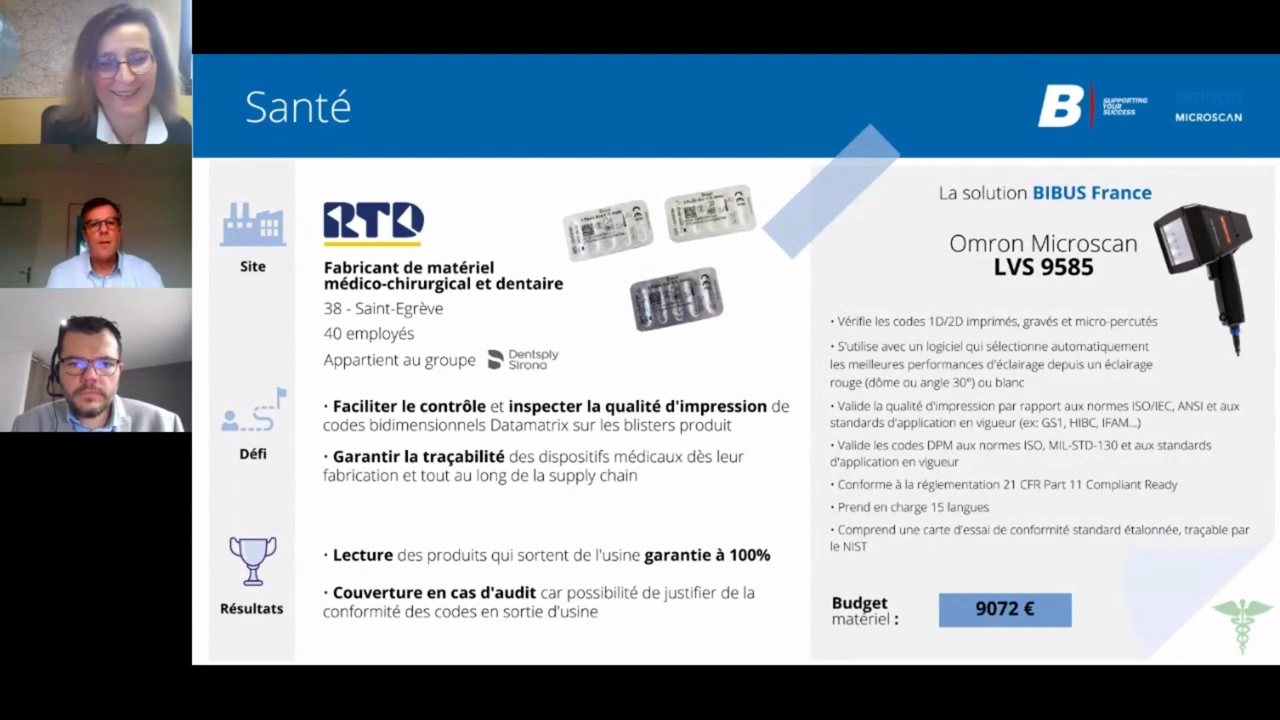 Santé
B
SUPPORTING
YOUR
SUCCESS
OMRON
MICROSCAN
Site
RTD
Fabricant de matériel
médico-chirurgical et dentaire
38 - Saint-Egrève
40 employés
Appartient au groupe
Dentsply
Sirona
Défi
• Faciliter le contrôle et inspecter la qualité d'impression de
codes bidimensionnels Datamatrix sur les blisters produit
• Garantir la traçabilité des dispositifs médicaux dès leur
fabrication et tout au long de la supply chain
Résultats
• Lecture des produits qui sortent de l'usine garantie à 100%
• Couverture en cas d'audit car possibilité de justifier de la
conformité des codes en sortie d'usine
La solution BIBUS France
Omron Microscan
LVS 9585
• Vérifie les codes 1D/2D imprimés, gravés et micro-percutés
• S'utilise avec un logiciel qui sélectionne automatiquement
les meilleures performances d'éclairage depuis un éclairage
rouge (dôme ou angle 30°) ou blanc
• Valide la qualité d'impression par rapport aux normes ISO/IEC, ANSI et aux
standards d'application en vigueur (ex: GS1, HIBC, IFAM...)
• Valide les codes DPM aux normes ISO, MIL-STD-130 et aux standards
d'application en vigueur
• Conforme à la réglementation 21 CFR Part 11 Compliant Ready
• Prend en charge 15 langues
• Comprend une carte d'essai de conformité standard étalonnée, traçable par
le NIST
Budget
matériel :
9072 €